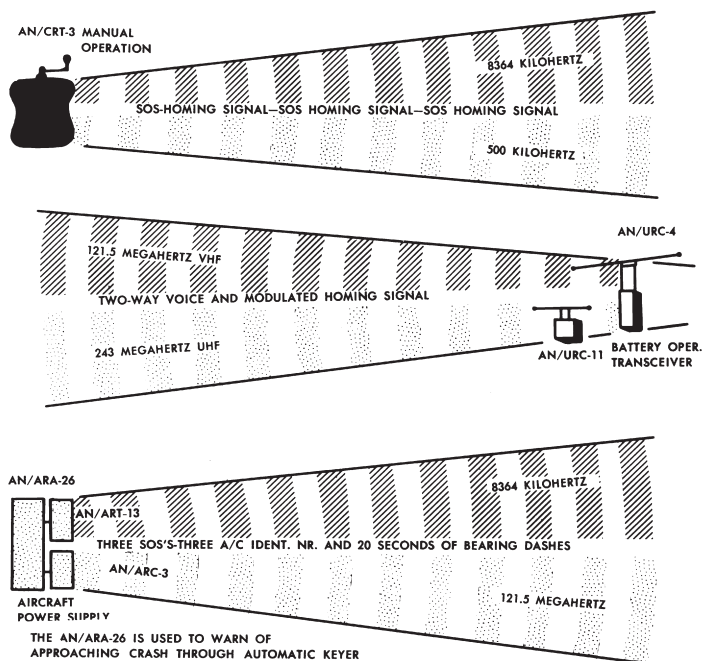 AN/CRT-3 MANUAL
OPERATION
8364 KILOHERTZ
SOS-HOMING SIGNAL—SOS HOMING SIGNAL—SOS HOMING SIGNAL
500 KILOHERTZ
AN/URC-4
121.5 MEGAHERTZ VHF
TWO-WAY VOICE AND MODULATED HOMING SIGNAL
243 MEGAHERTZ UHF
AN/URC-11
BATTERY OPER.
TRANSCEIVER
AN/ARA-26
AN/ART-13
8364 KILOHERTZ
THREE SOS'S-THREE A/C IDENT. NR. AND 20 SECONDS OF BEARING DASHES
AN/ARC-3
121.5 MEGAHERTZ
AIRCRAFT
POWER SUPPLY
THE AN/ARA-26 IS USED TO WARN OF
APPROACHING CRASH THROUGH AUTOMATIC KEYER